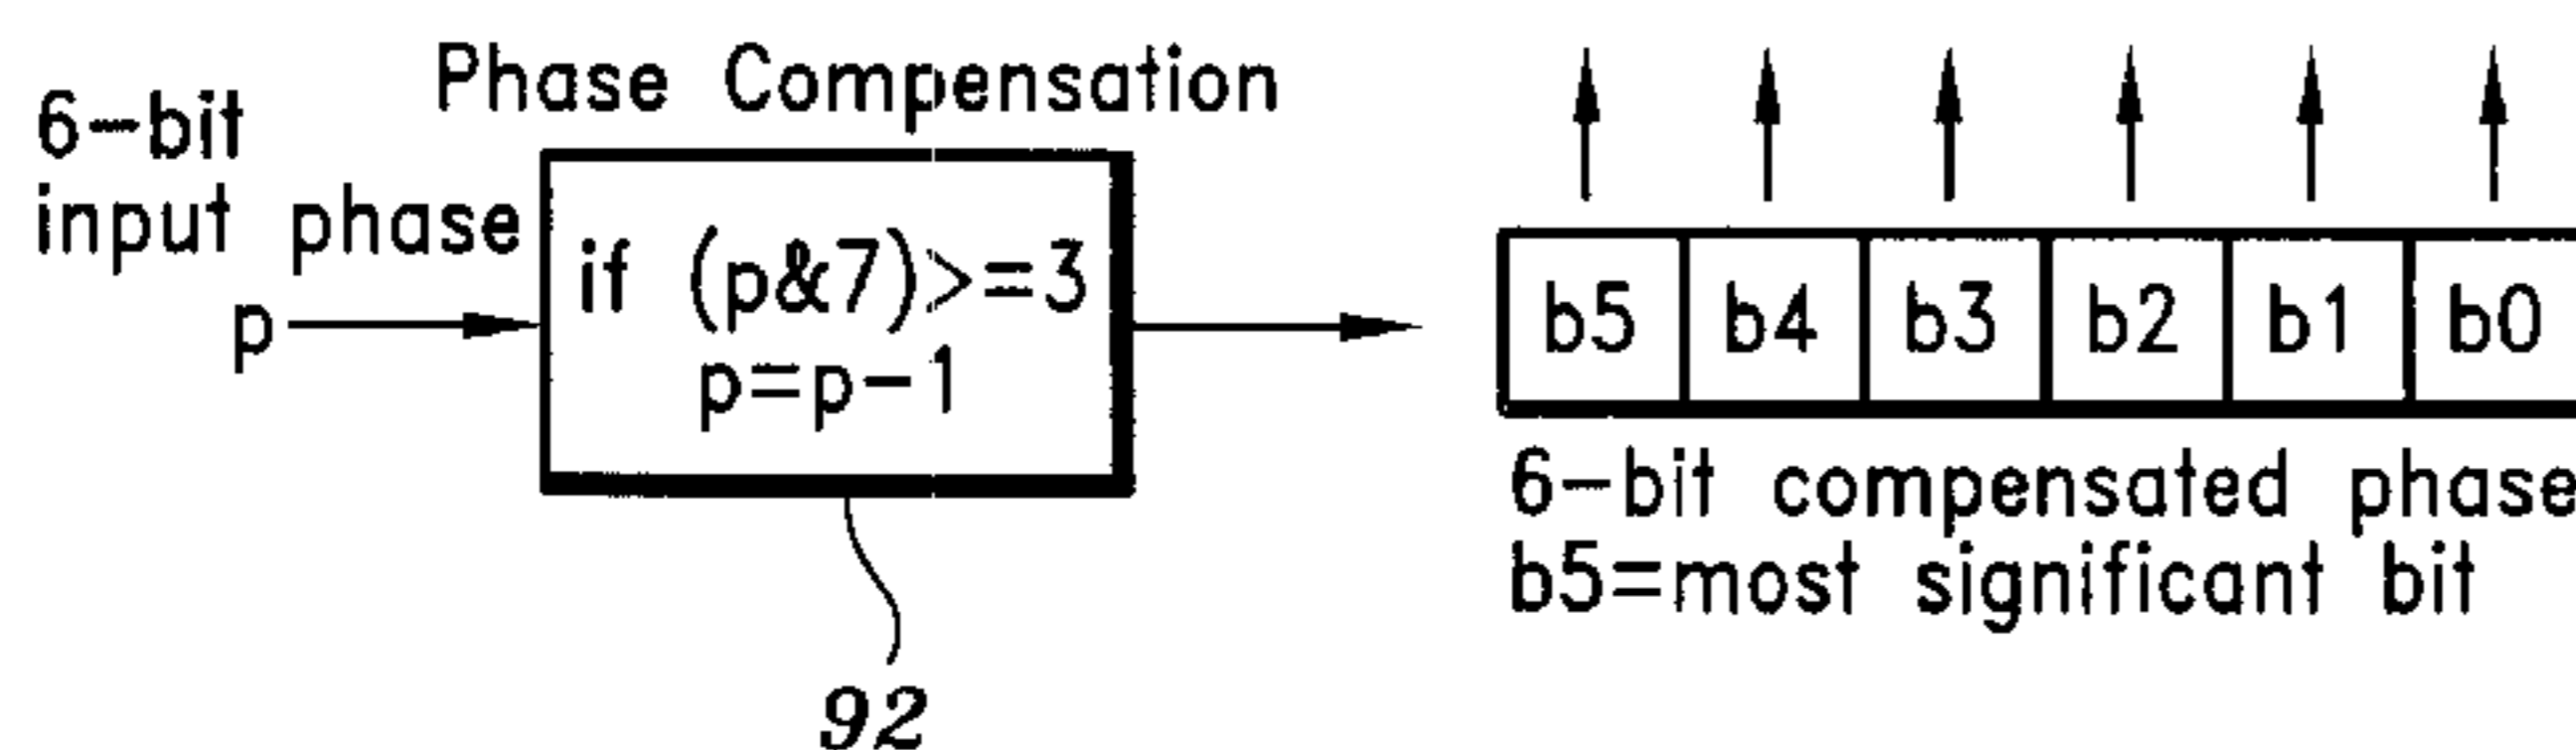 Phase Compensation
6-bit
input phase
p
if (p&7)>=3
p=p-1
92
b5 b4 b3 b2 b1 b0
6-bit compensated phase
b5=most significant bit